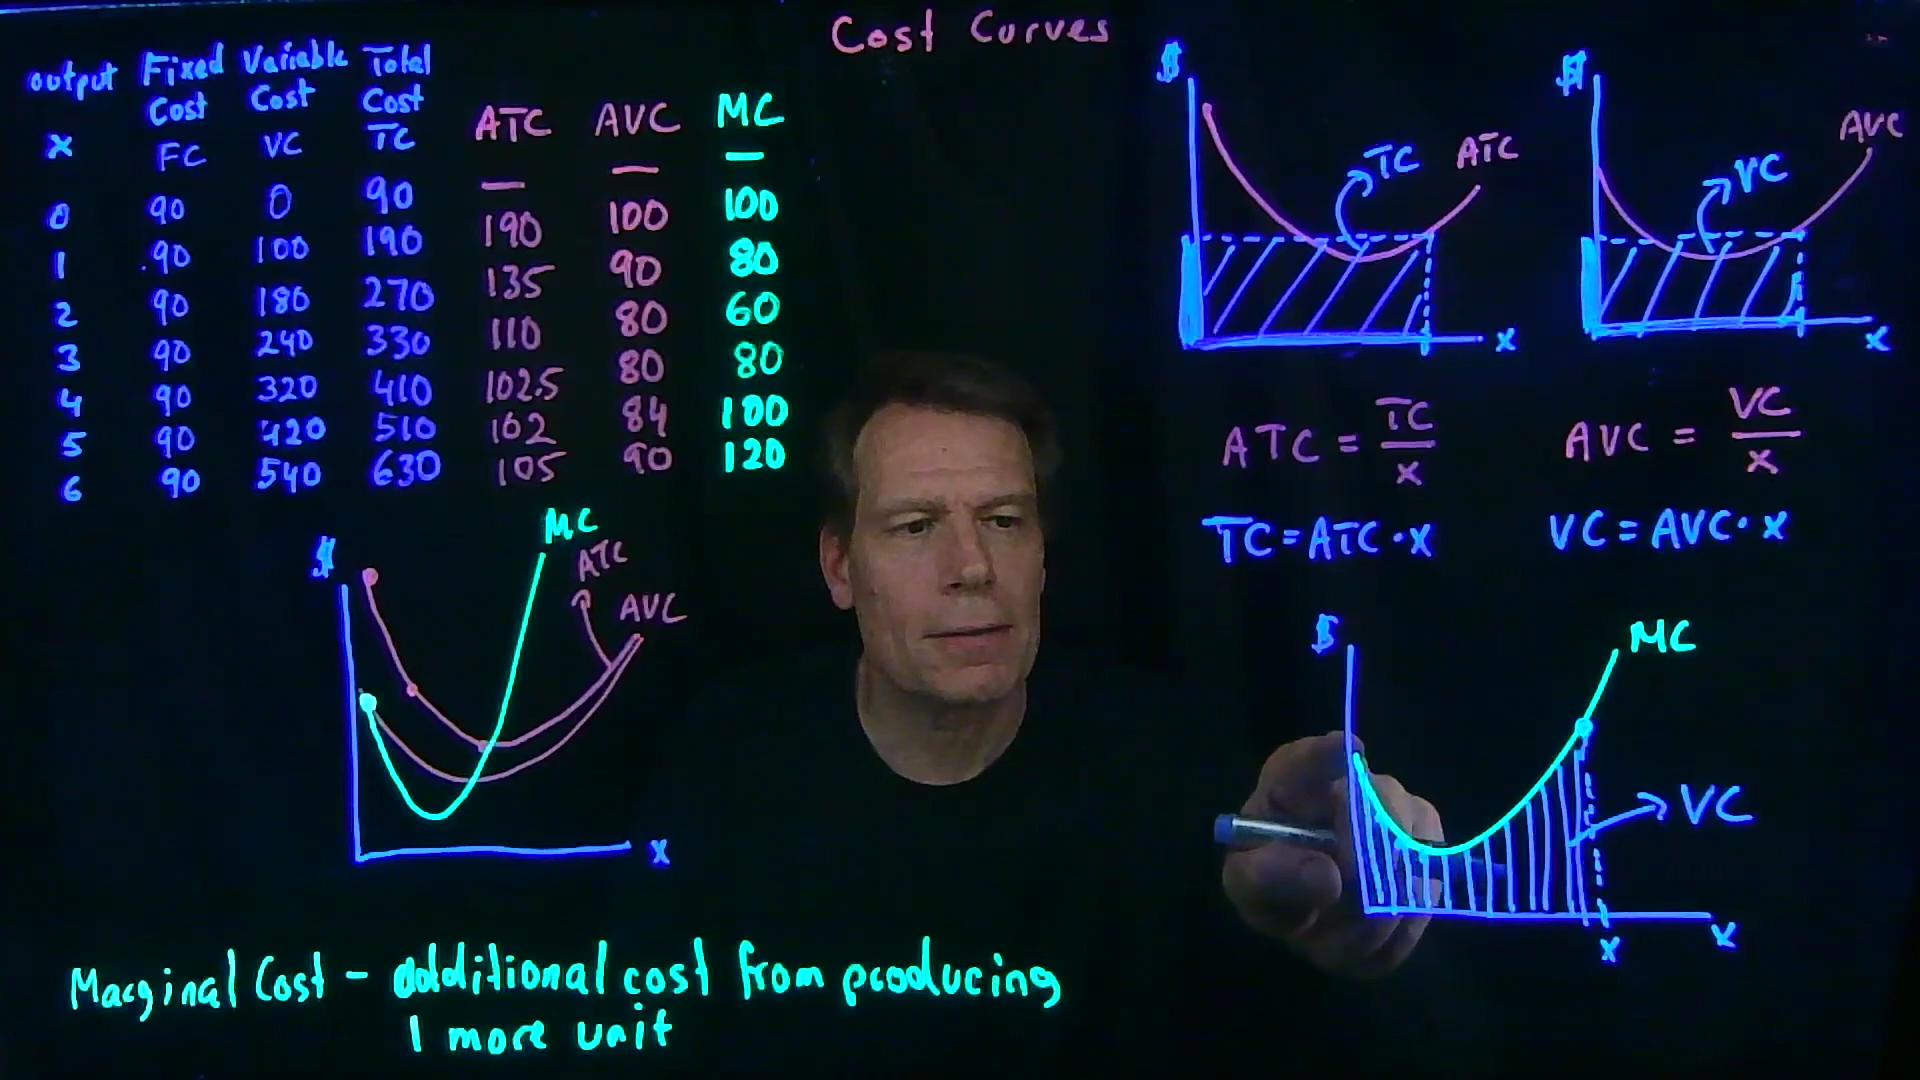 Cost Curves
output Fixed Variable Total
Cost Cost Cost
x FC VC TC ATC AVC MC
0 90 0 90 — — —
1 90 100 190 190 100 100
2 90 180 270 135 90 80
3 90 240 330 110 80 60
4 90 320 410 102.5 80 80
5 90 420 510 102 84 100
6 90 540 630 105 90 120
$ MC
ATC
AVC
x
Marginal Cost - additional cost from producing
1 more unit
$ TC ATC
x
ATC = TC/x
TC = ATC · x
$ VC AVC
x
AVC = VC/x
VC = AVC · x
$ MC
VC
x x